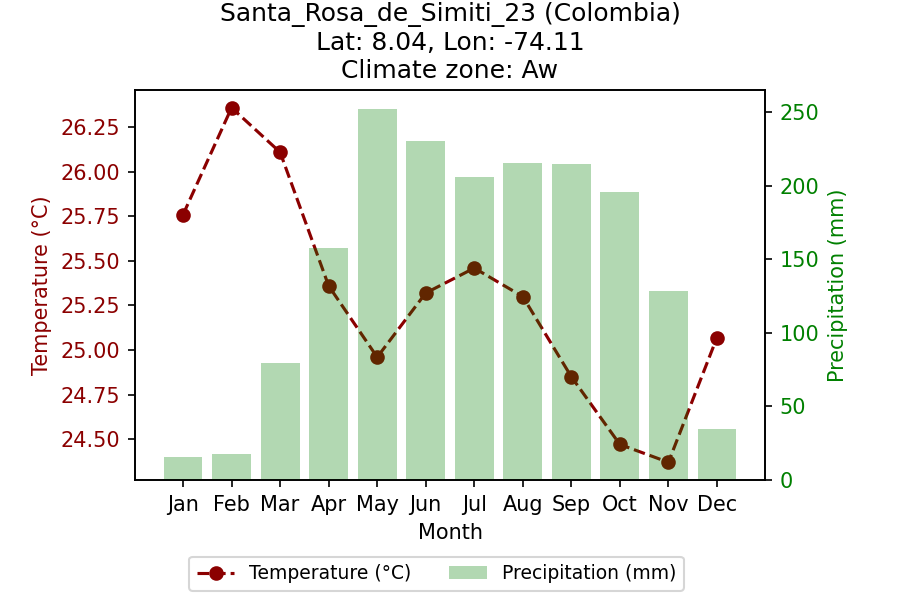 Santa_Rosa_de_Simiti_23 (Colombia)
Lat: 8.04, Lon: -74.11
Climate zone: Aw
Temperature (°C)
26.25
26.00
25.75
25.50
25.25
25.00
24.75
24.50
250
200
150
100
50
0
Precipitation (mm)
Jan Feb Mar Apr May Jun Jul Aug Sep Oct Nov Dec
Month
Temperature (°C) Precipitation (mm)